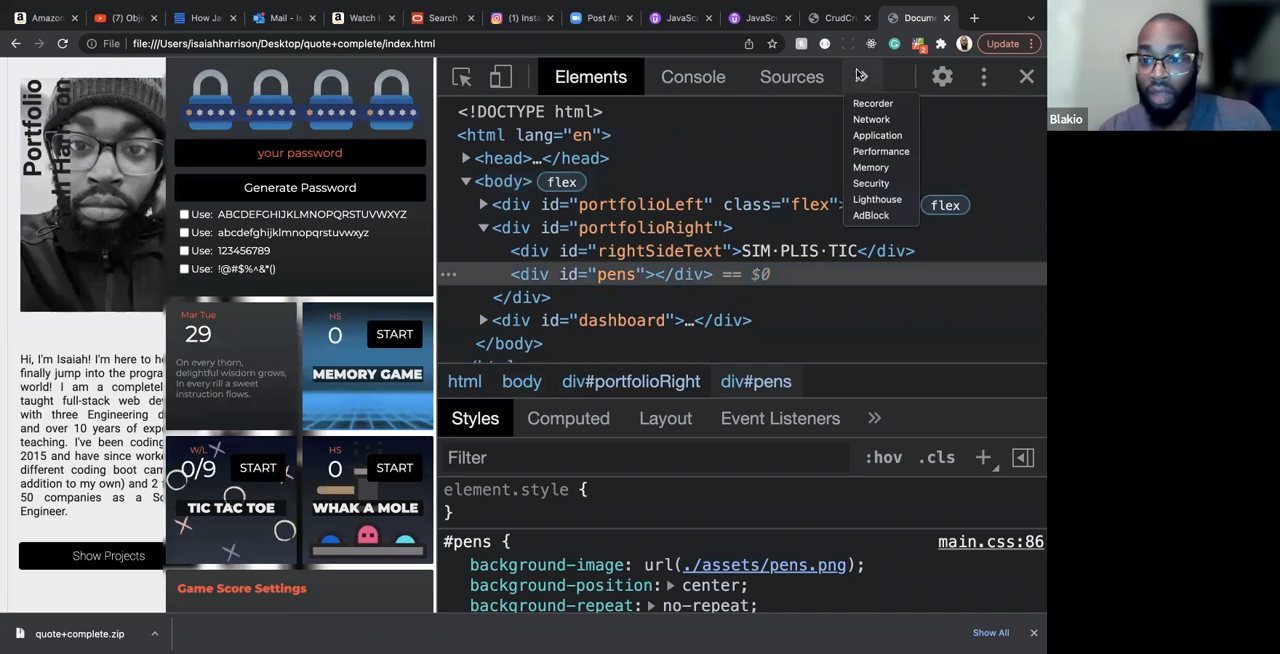 Amazon
(7) Obj
How Ja
Mail - Is
Watch I
Search
(1) Inst
Post Att
JavaSc
JavaSc
CrudCru
Docume
File file:///Users/isaiahharrison/Desktop/quote+complete/index.html
Update
Portfolio
your password
Generate Password
Use: ABCDEFGHIJKLMNOPQRSTUVWXYZ
Use: abcdefghijklmnopqrstuvwxyz
Use: 123456789
Use: !@#$%^&*()
Mar Tue
29
On every thorn,
delightful wisdom grows,
In every rill a sweet
instruction flows.
HS
0
START
MEMORY GAME
W/L
0/9
START
TIC TAC TOE
HS
0
START
WHAK A MOLE
Game Score Settings
Hi, I'm Isaiah! I'm here to he
finally jump into the progra
world! I am a complete
taught full-stack web dev
with three Engineering d
and over 10 years of exp
teaching. I've been coding
2015 and have since worke
different coding boot cam
addition to my own) and 2
50 companies as a So
Engineer.
Show Projects
Elements Console Sources
Recorder
Network
Application
Performance
Memory
Security
Lighthouse
AdBlock
<!DOCTYPE html>
<html lang="en">
<head>…</head>
<body> flex
<div id="portfolioLeft" class="flex"> flex
<div id="portfolioRight">
<div id="rightSideText">SIM·PLIS·TIC</div>
<div id="pens"></div> == $0
</div>
<div id="dashboard">…</div>
</body>
html body div#portfolioRight div#pens
Styles Computed Layout Event Listeners
Filter :hov .cls
element.style {
}
#pens { main.css:86
background-image: url(./assets/pens.png);
background-position: center;
background-repeat: no-repeat;
quote+complete.zip
Show All
Blakio